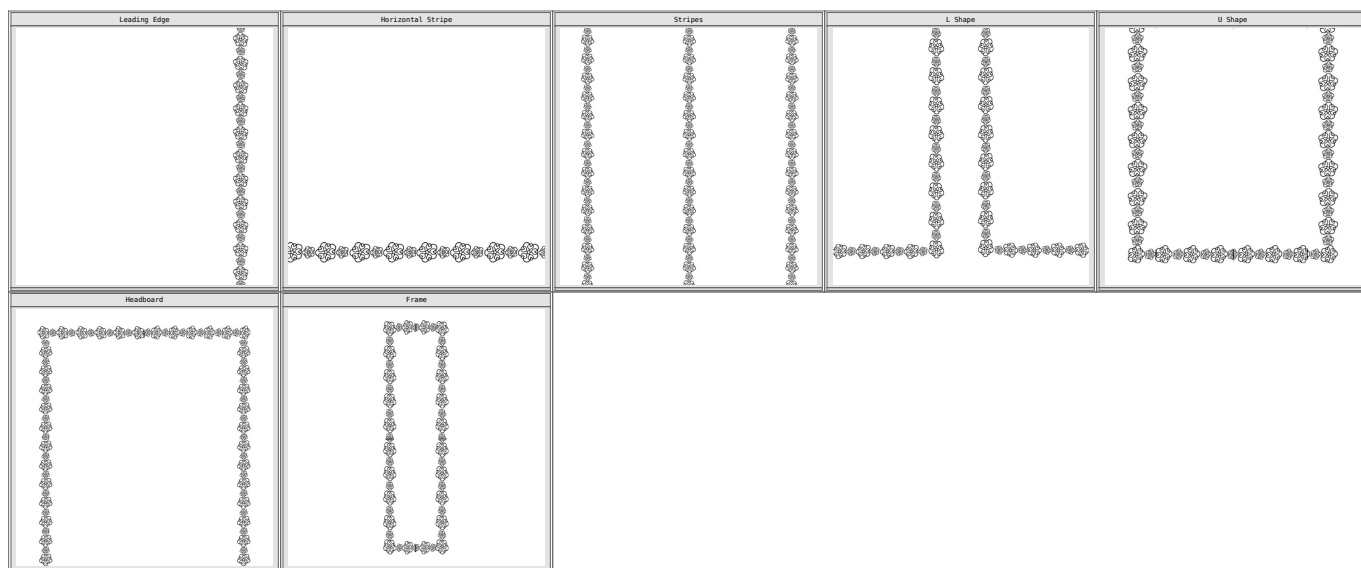 Leading Edge
Horizontal Stripe
Stripes
L Shape
U Shape
Headboard
Frame